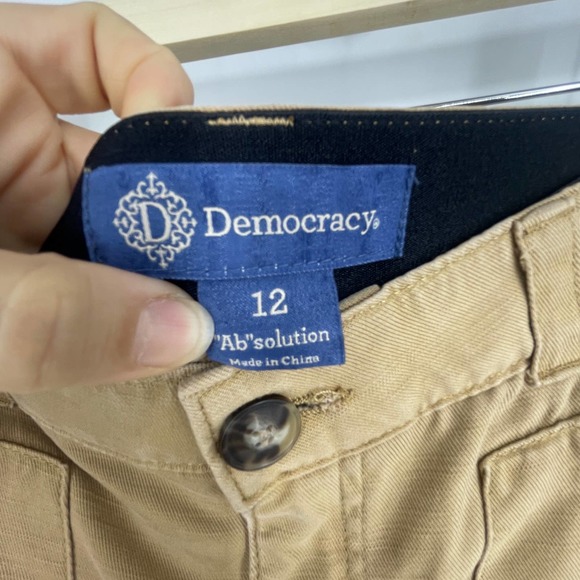 D Democracy®
12
"Ab"solution
Made in China